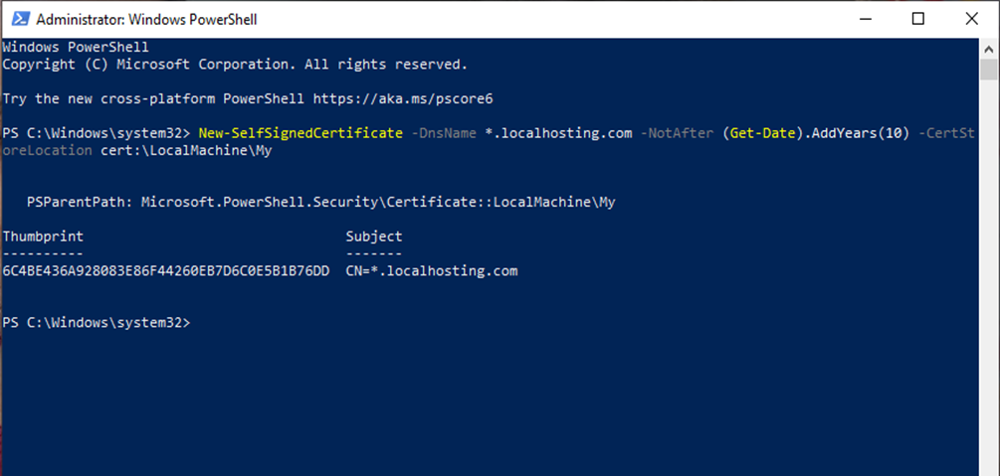 Administrator: Windows PowerShell
Windows PowerShell
Copyright (C) Microsoft Corporation. All rights reserved.
Try the new cross-platform PowerShell https://aka.ms/pscore6
PS C:\Windows\system32> New-SelfSignedCertificate -DnsName *.localhosting.com -NotAfter (Get-Date).AddYears(10) -CertSt
oreLocation cert:\LocalMachine\My
PSParentPath: Microsoft.PowerShell.Security\Certificate::LocalMachine\My
Thumbprint Subject
---------- -------
6C4BE436A928083E86F44260EB7D6C0E5B1B76DD CN=*.localhosting.com
PS C:\Windows\system32>